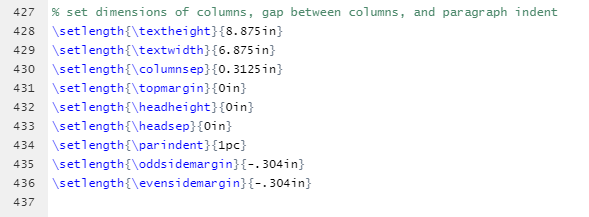 427 % set dimensions of columns, gap between columns, and paragraph indent
428 \setlength{\textheight}{8.875in}
429 \setlength{\textwidth}{6.875in}
430 \setlength{\columnsep}{0.3125in}
431 \setlength{\topmargin}{0in}
432 \setlength{\headheight}{0in}
433 \setlength{\headsep}{0in}
434 \setlength{\parindent}{1pc}
435 \setlength{\oddsidemargin}{-.304in}
436 \setlength{\evensidemargin}{-.304in}
437